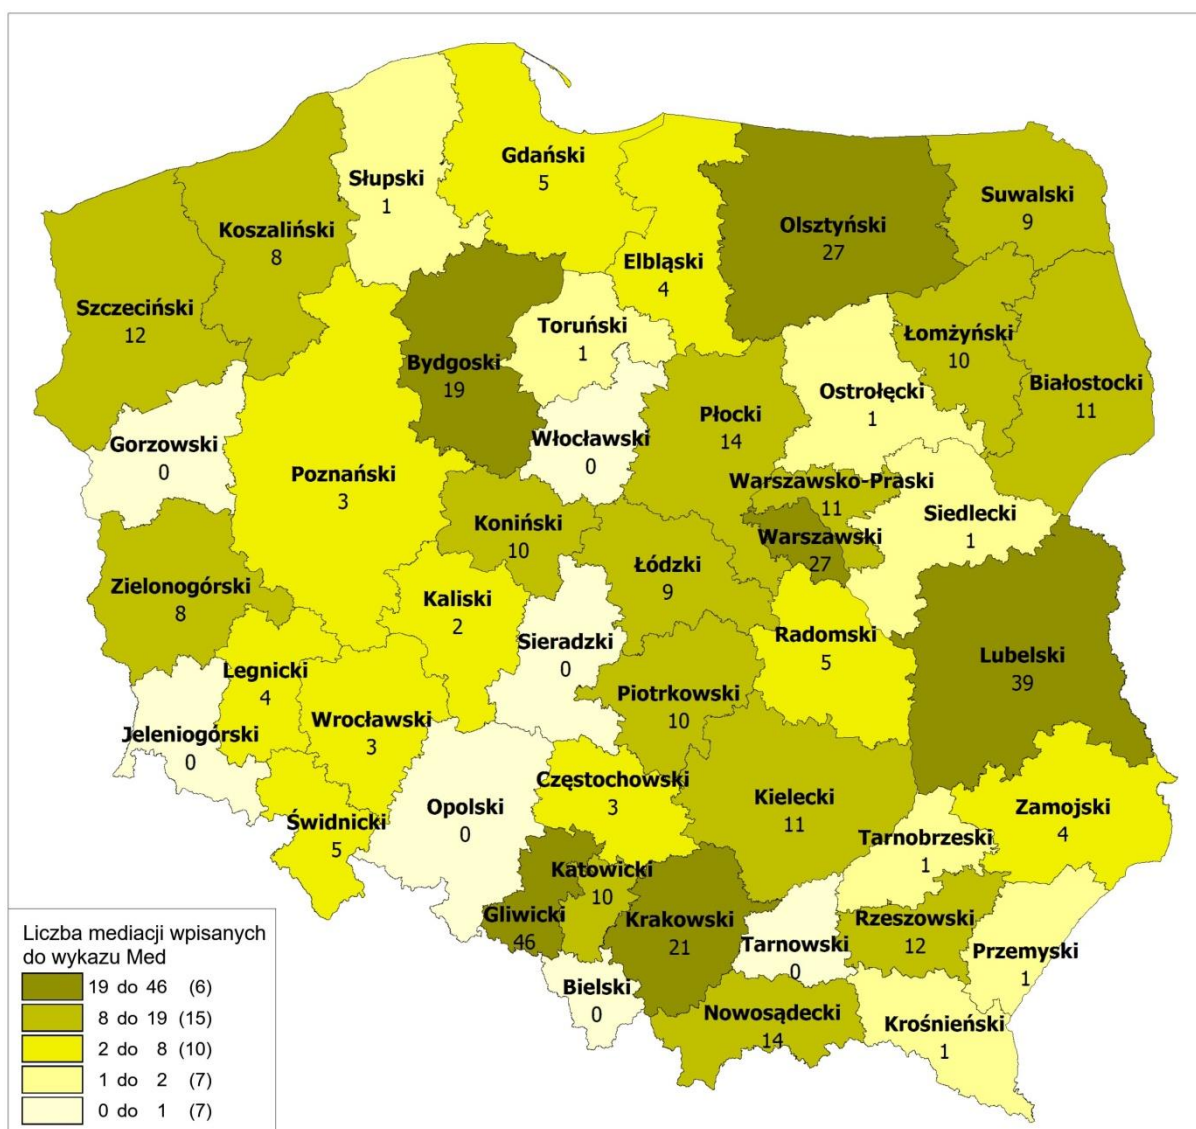 Gdański
5
Słupski
1
Suwalski
9
Olsztyński
27
Koszaliński
8
Elbląski
4
Szczeciński
12
Toruński
1
Łomżyński
10
Bydgoski
19
Białostocki
11
Ostrołęcki
1
Płocki
14
Gorzowski
0
Włocławski
0
Poznański
3
Warszawsko-Praski
11
Siedlecki
1
Koniński
10
Warszawski
27
Łódzki
9
Zielonogórski
8
Kaliski
2
Sieradzki
0
Radomski
5
Lubelski
39
Legnicki
4
Piotrkowski
10
Wrocławski
3
Jeleniogórski
0
Częstochowski
3
Kielecki
11
Opolski
0
Zamojski
4
Świdnicki
5
Tarnobrzeski
1
Katowicki
10
Gliwicki
46
Krakowski
21
Rzeszowski
12
Tarnowski
0
Przemyski
1
Bielski
0
Nowosądecki
14
Krośnieński
1
Liczba mediacji wpisanych
do wykazu Med
19 do 46 (6)
8 do 19 (15)
2 do 8 (10)
1 do 2 (7)
0 do 1 (7)